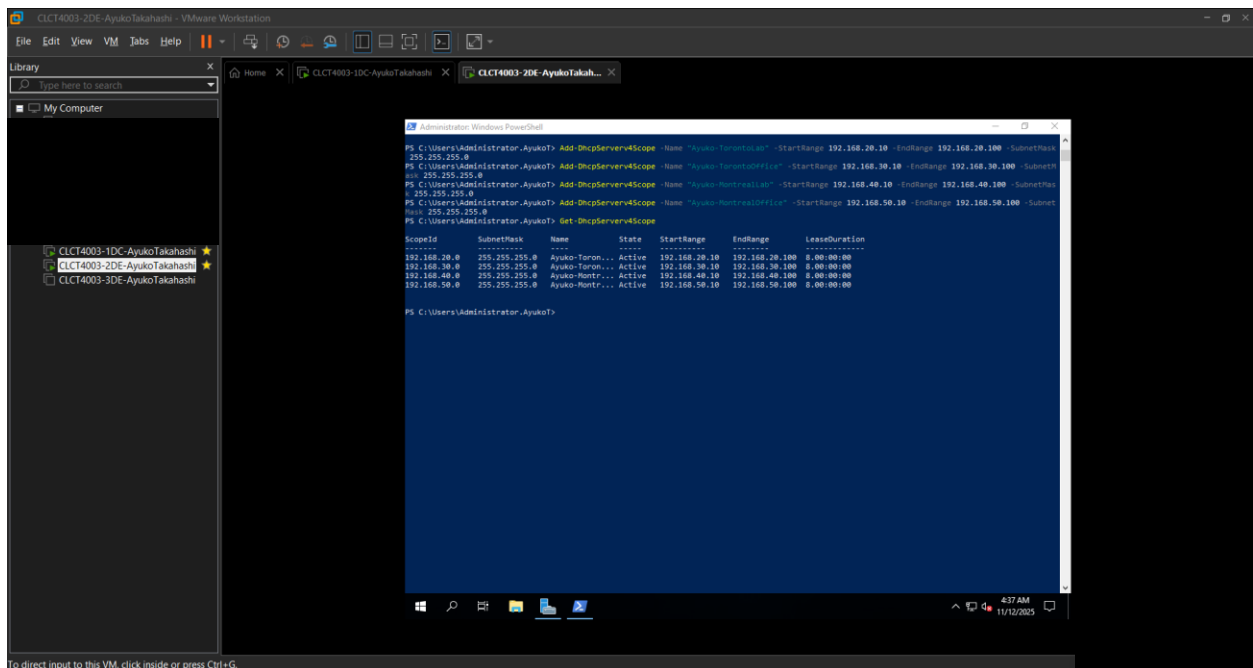 CLCT4003-2DE-AyukoTakahashi - VMware Workstation
File Edit View VM Tabs Help
Library
Type here to search
My Computer
CLCT4003-1DC-AyukoTakahashi
CLCT4003-2DE-AyukoTakahashi
CLCT4003-3DE-AyukoTakahashi
Home CLCT4003-1DC-AyukoTakahashi CLCT4003-2DE-AyukoTakah...
Administrator: Windows PowerShell
PS C:\Users\Administrator.AyukoT> Add-DhcpServerv4Scope -Name "Ayuko-TorontoLab" -StartRange 192.168.20.10 -EndRange 192.168.20.100 -SubnetMask
255.255.255.0
PS C:\Users\Administrator.AyukoT> Add-DhcpServerv4Scope -Name "Ayuko-TorontoOffice" -StartRange 192.168.30.10 -EndRange 192.168.30.100 -SubnetM
ask 255.255.255.0
PS C:\Users\Administrator.AyukoT> Add-DhcpServerv4Scope -Name "Ayuko-MontrealLab" -StartRange 192.168.40.10 -EndRange 192.168.40.100 -SubnetMas
k 255.255.255.0
PS C:\Users\Administrator.AyukoT> Add-DhcpServerv4Scope -Name "Ayuko-MontrealOffice" -StartRange 192.168.50.10 -EndRange 192.168.50.100 -Subnet
Mask 255.255.255.0
PS C:\Users\Administrator.AyukoT> Get-DhcpServerv4Scope
ScopeId SubnetMask Name State StartRange EndRange LeaseDuration
------- ---------- ---- ----- ---------- -------- -------------
192.168.20.0 255.255.255.0 Ayuko-Toron... Active 192.168.20.10 192.168.20.100 8.00:00:00
192.168.30.0 255.255.255.0 Ayuko-Toron... Active 192.168.30.10 192.168.30.100 8.00:00:00
192.168.40.0 255.255.255.0 Ayuko-Montr... Active 192.168.40.10 192.168.40.100 8.00:00:00
192.168.50.0 255.255.255.0 Ayuko-Montr... Active 192.168.50.10 192.168.50.100 8.00:00:00
PS C:\Users\Administrator.AyukoT>
4:37 AM
11/12/2025
To direct input to this VM, click inside or press Ctrl+G.